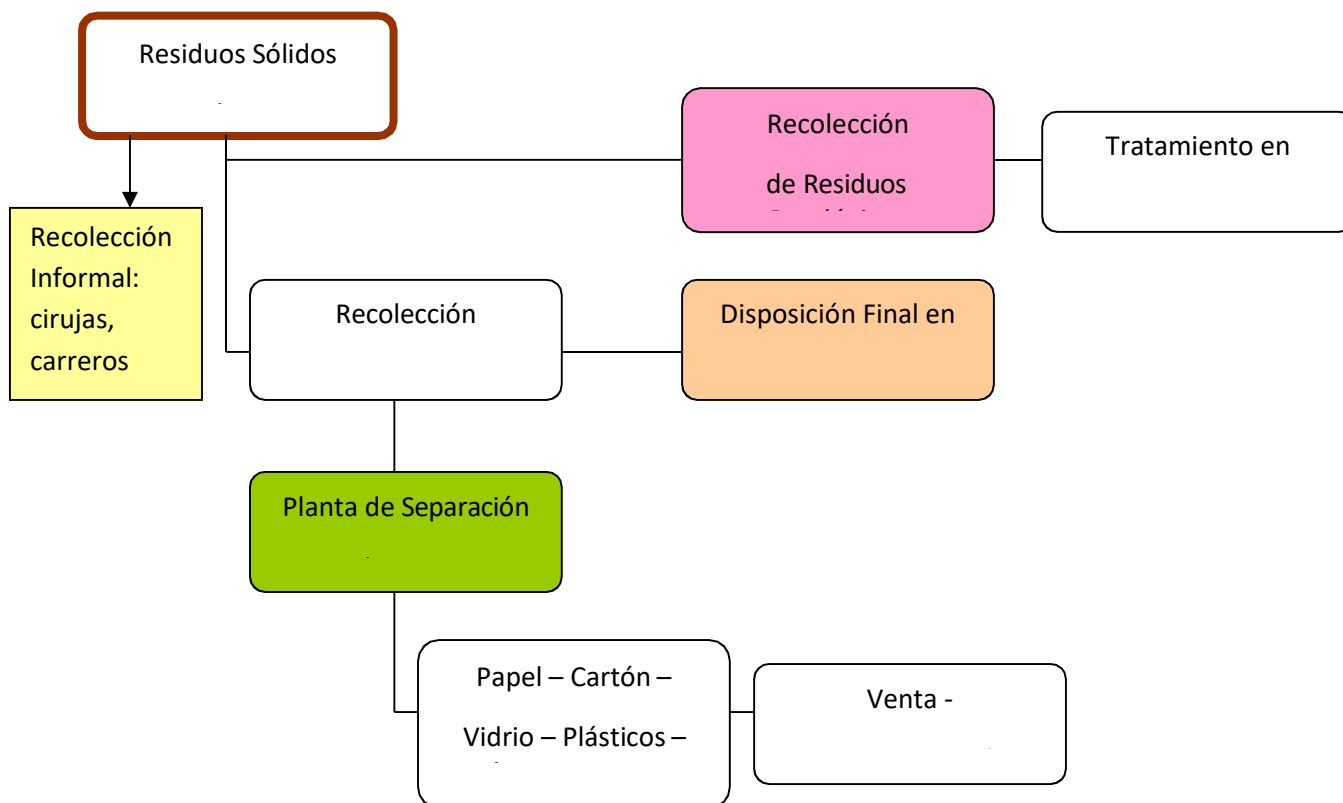 Residuos Sólidos
Recolección
de Residuos
Tratamiento en
Recolección
Informal:
cirujas,
carreros
Recolección
Disposición Final en
Planta de Separación
Papel – Cartón –
Vidrio – Plásticos –
Venta -